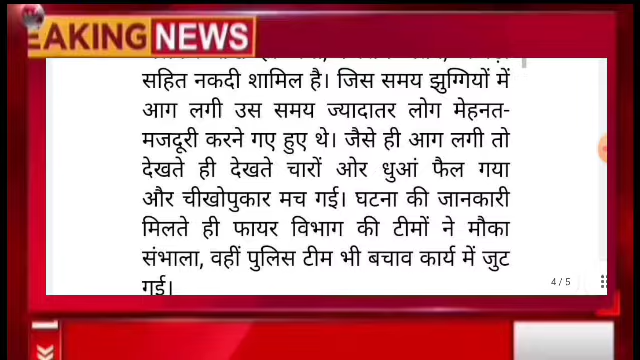 EAKING NEWS
सहित नकदी शामिल है। जिस समय झुग्गियों में
आग लगी उस समय ज्यादातर लोग मेहनत-
मजदूरी करने गए हुए थे। जैसे ही आग लगी तो
देखते ही देखते चारों ओर धुआं फैल गया
और चीखोपुकार मच गई। घटना की जानकारी
मिलते ही फायर विभाग की टीमों ने मौका
संभाला, वहीं पुलिस टीम भी बचाव कार्य में जुट
गई।
4/5